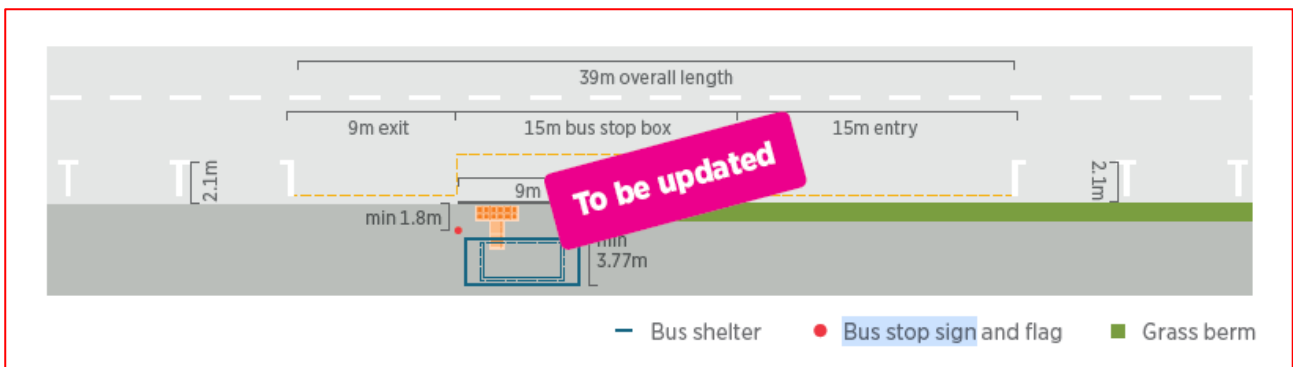 39m overall length
9m exit
15m bus stop box
15m entry
2.1m
2.1m
9m
To be updated
min 1.8m
min
3.77m
Bus shelter
Bus stop sign and flag
Grass berm